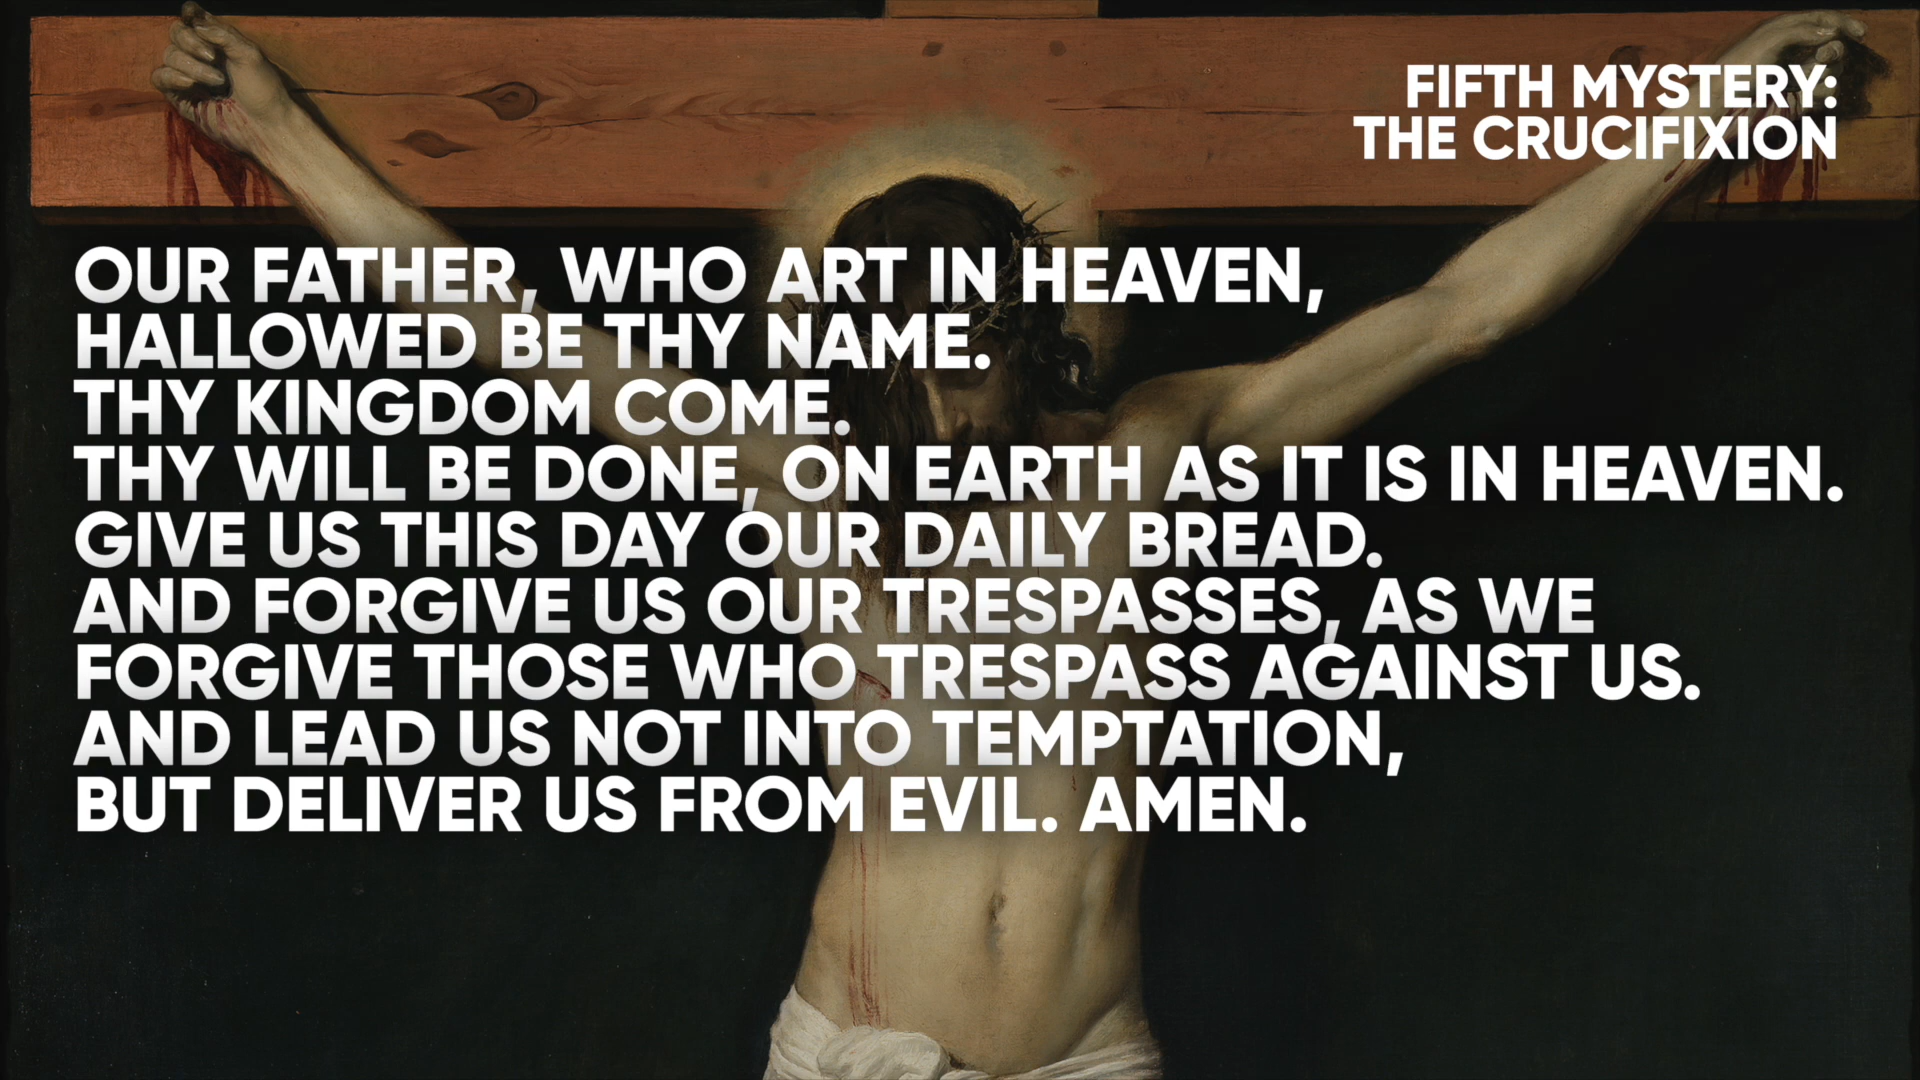 FIFTH MYSTERY:
THE CRUCIFIXION
OUR FATHER, WHO ART IN HEAVEN,
HALLOWED BE THY NAME.
THY KINGDOM COME.
THY WILL BE DONE, ON EARTH AS IT IS IN HEAVEN.
GIVE US THIS DAY OUR DAILY BREAD.
AND FORGIVE US OUR TRESPASSES, AS WE
FORGIVE THOSE WHO TRESPASS AGAINST US.
AND LEAD US NOT INTO TEMPTATION,
BUT DELIVER US FROM EVIL. AMEN.